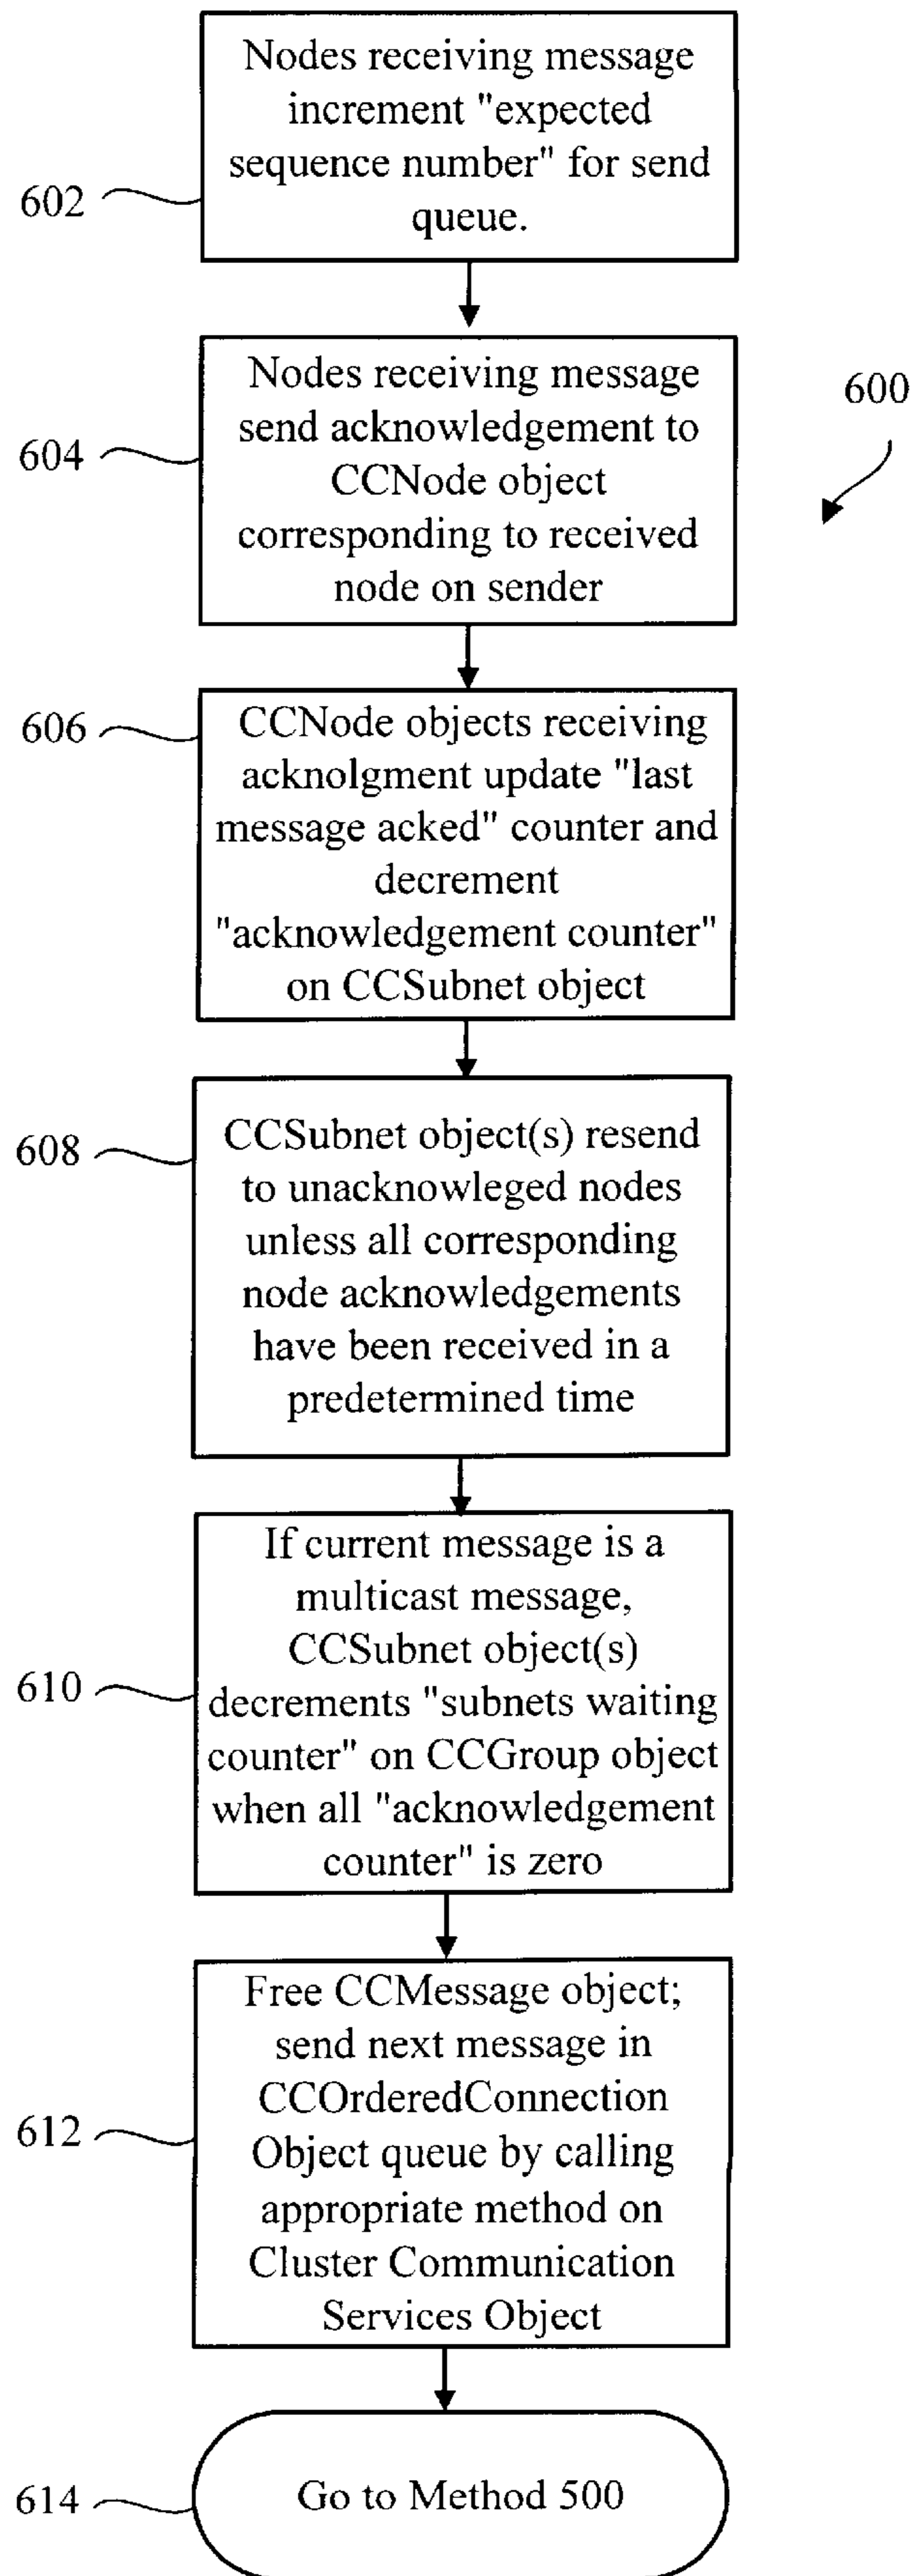 Nodes receiving message
increment "expected
sequence number" for send
queue.
602
Nodes receiving message
send acknowledgement to
CCNode object
corresponding to received
node on sender
604
600
CCNode objects receiving
acknolgment update "last
message acked" counter and
decrement
"acknowledgement counter"
on CCSubnet object
606
CCSubnet object(s) resend
to unacknowleged nodes
unless all corresponding
node acknowledgements
have been received in a
predetermined time
608
If current message is a
multicast message,
CCSubnet object(s)
decrements "subnets waiting
counter" on CCGroup object
when all "acknowledgement
counter" is zero
610
Free CCMessage object;
send next message in
CCOrderedConnection
Object queue by calling
appropriate method on
Cluster Communication
Services Object
612
Go to Method 500
614